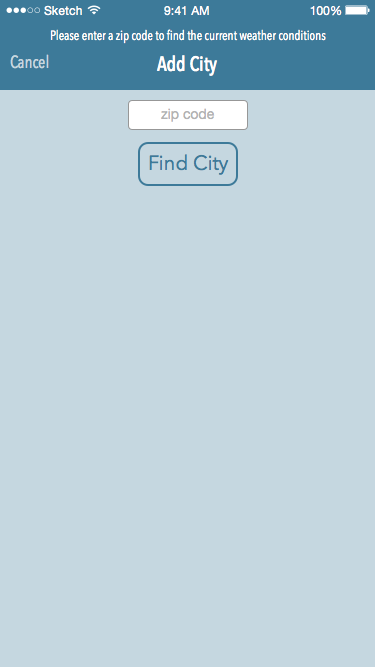 Sketch 9:41 AM 100%
Please enter a zip code to find the current weather conditions
Cancel Add City
zip code
Find City